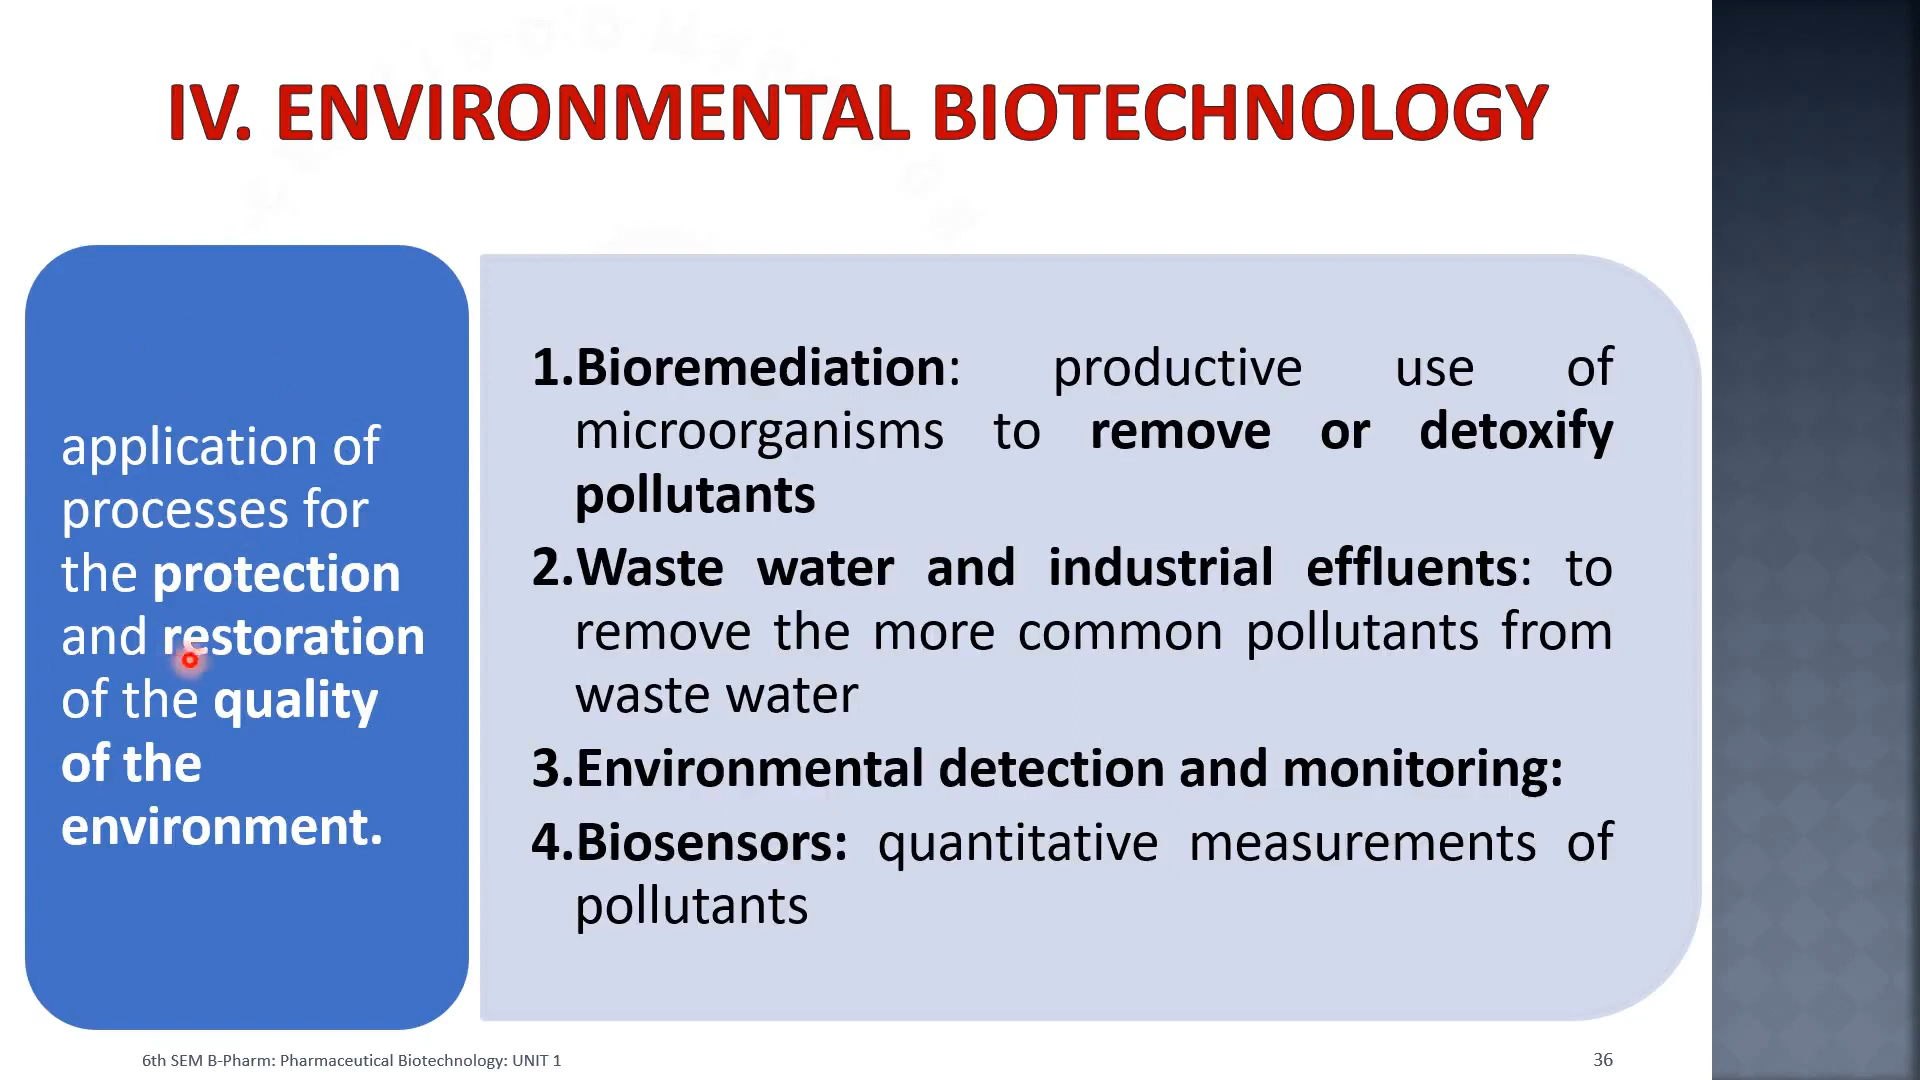 IV. ENVIRONMENTAL BIOTECHNOLOGY
application of
processes for
the protection
and restoration
of the quality
of the
environment.
1.Bioremediation: productive use of
microorganisms to remove or detoxify
pollutants
2.Waste water and industrial effluents: to
remove the more common pollutants from
waste water
3.Environmental detection and monitoring:
4.Biosensors: quantitative measurements of
pollutants
6th SEM B-Pharm: Pharmaceutical Biotechnology: UNIT 1
36